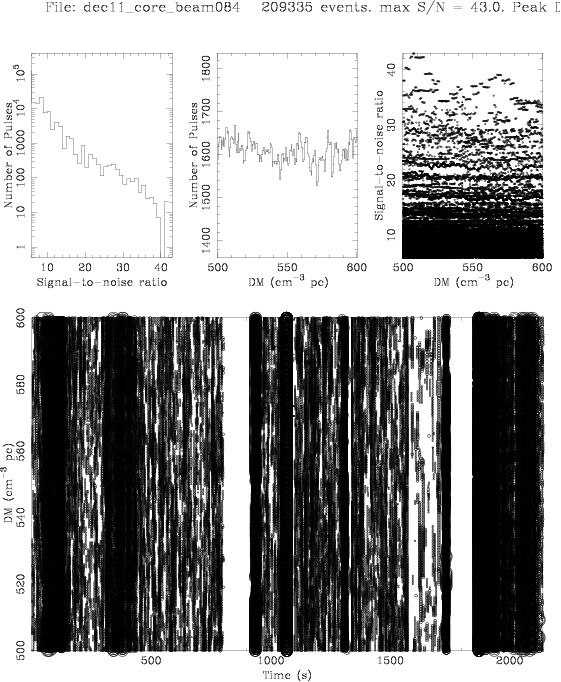 File: dec11_core_beam084 209335 events. max S/N = 43.0. Peak
Number of Pulses
10^5
10^4
1000
100
10
1
10 20 30 40
Signal-to-noise ratio
Number of Pulses
1800
1700
1600
1500
1400
500 550 600
DM (cm^-3 pc)
Signal-to-noise ratio
40
30
20
10
500 550 600
DM (cm^-3 pc)
DM (cm^-3 pc)
600
580
560
540
520
500
500 1000 1500 2000
Time (s)